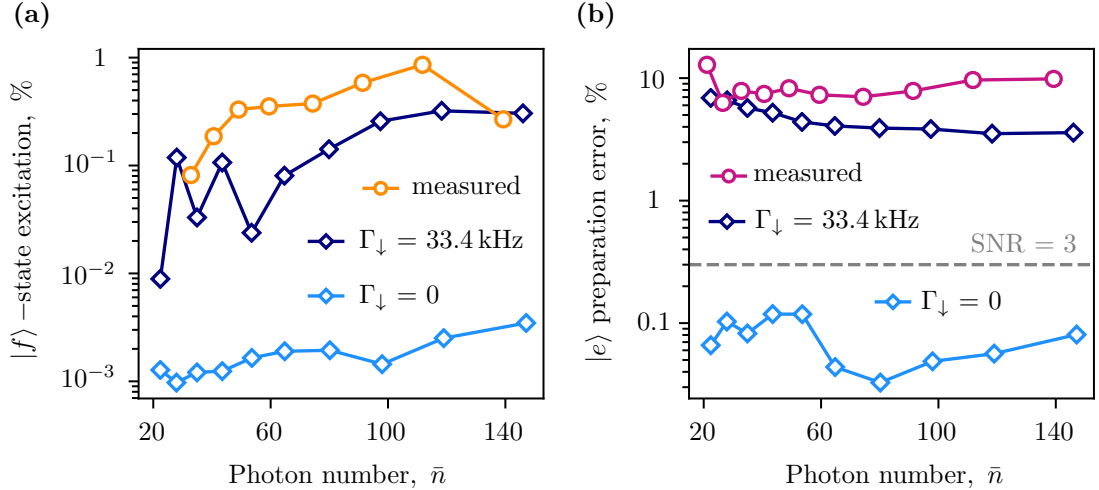 (a)
|f⟩ –state excitation, %
1
10⁻¹
10⁻²
10⁻³
measured
Γ↓ = 33.4 kHz
Γ↓ = 0
20 60 100 140
Photon number, n̄
(b)
|e⟩ preparation error, %
10
1
0.1
measured
Γ↓ = 33.4 kHz
SNR = 3
Γ↓ = 0
20 60 100 140
Photon number, n̄